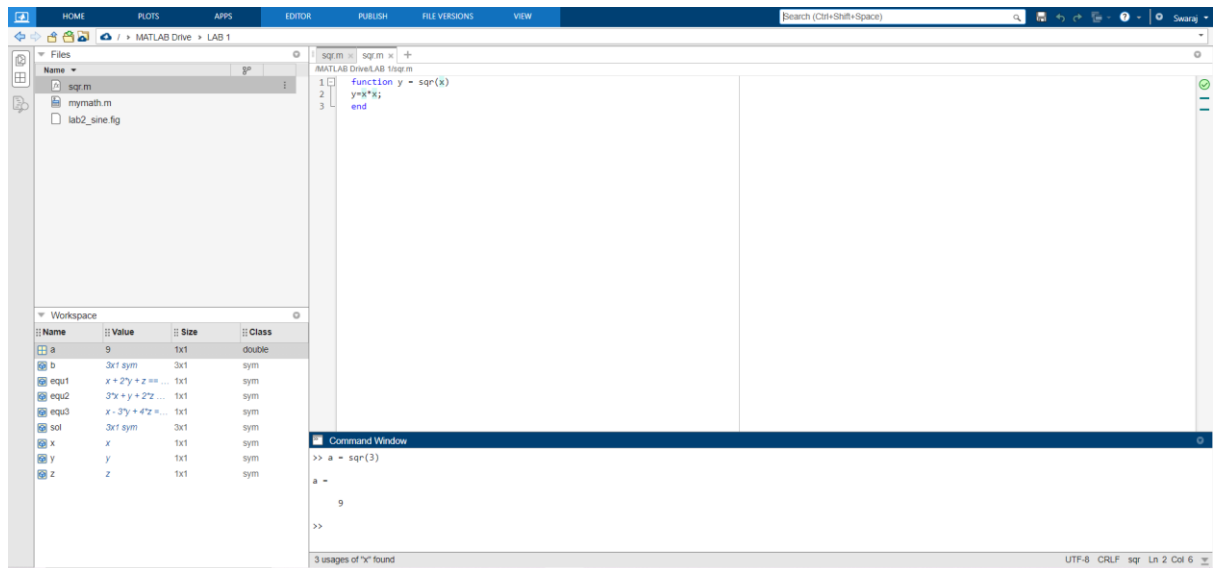 HOME PLOTS APPS EDITOR PUBLISH FILE VERSIONS VIEW Search (Ctrl+Shift+Space) Swaraj
/ › MATLAB Drive › LAB 1
Files
Name
sqr.m
mymath.m
lab2_sine.fig
sqr.m × sqr.m × +
/MATLAB Drive/LAB 1/sqr.m
1 function y = sqr(x)
2 y=x*x;
3 end
Workspace
Name Value Size Class
a 9 1x1 double
b 3x1 sym 3x1 sym
equ1 x + 2*y + z == ... 1x1 sym
equ2 3*x + y + 2*z ... 1x1 sym
equ3 x - 3*y + 4*z =... 1x1 sym
sol 3x1 sym 3x1 sym
x x 1x1 sym
y y 1x1 sym
z z 1x1 sym
Command Window
>> a = sqr(3)
a =
9
>>
3 usages of "x" found UTF-8 CRLF sqr Ln 2 Col 6